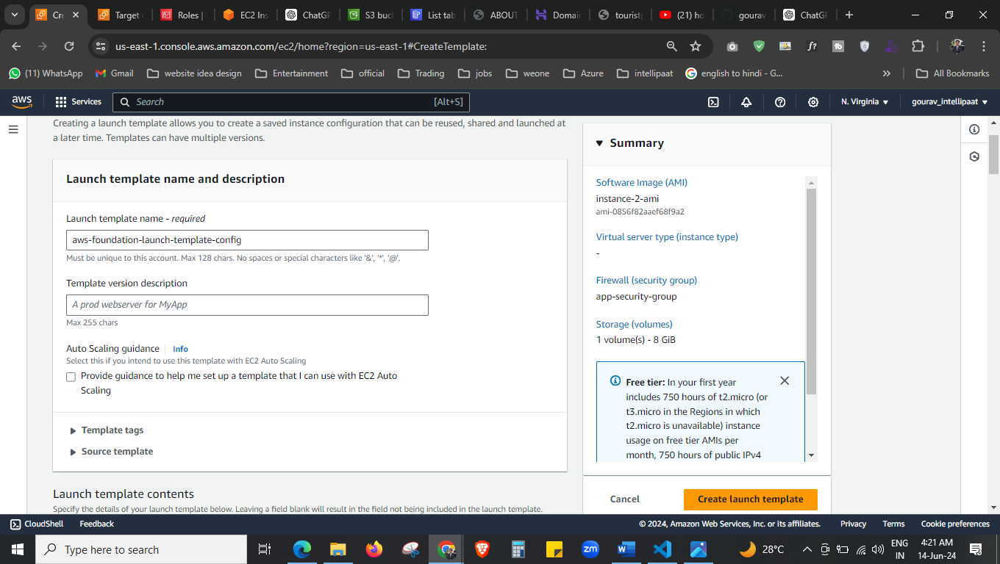 Cre
Target
Roles |
EC2 Ins
ChatGP
S3 buc
List tab
ABOUT
Domain
tourist
(21) ho
gourav
ChatGP
us-east-1.console.aws.amazon.com/ec2/home?region=us-east-1#CreateTemplate:
(11) WhatsApp
Gmail
website idea design
Entertainment
official
Trading
jobs
weone
Azure
intellipaat
english to hindi - G...
All Bookmarks
aws
Services
Search
[Alt+S]
N. Virginia
gourav_intellipaat
Creating a launch template allows you to create a saved instance configuration that can be reused, shared and launched at
a later time. Templates can have multiple versions.
Launch template name and description
Launch template name - required
aws-foundation-launch-template-config
Must be unique to this account. Max 128 chars. No spaces or special characters like '&', '*', '@'.
Template version description
A prod webserver for MyApp
Max 255 chars
Auto Scaling guidance
Info
Select this if you intend to use this template with EC2 Auto Scaling
Provide guidance to help me set up a template that I can use with EC2 Auto
Scaling
Template tags
Source template
Launch template contents
Specify the details of your launch template below. Leaving a field blank will result in the field not being included in the launch template.
Summary
Software Image (AMI)
instance-2-ami
ami-0856f82aaef68f9a2
Virtual server type (instance type)
-
Firewall (security group)
app-security-group
Storage (volumes)
1 volume(s) - 8 GiB
Free tier: In your first year
includes 750 hours of t2.micro (or
t3.micro in the Regions in which
t2.micro is unavailable) instance
usage on free tier AMIs per
month, 750 hours of public IPv4
Cancel
Create launch template
CloudShell
Feedback
© 2024, Amazon Web Services, Inc. or its affiliates.
Privacy
Terms
Cookie preferences
Type here to search
28°C
ENG
IN
4:21 AM
14-Jun-24